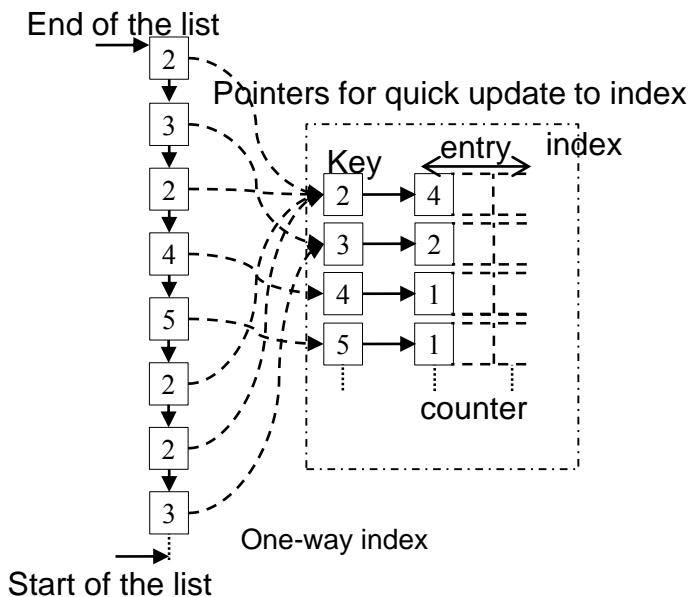 End of the list
2
Pointers for quick update to index
3
entry index
Key
2
2 4
3 2
4
4 1
5
5 1
2
counter
2
3
One-way index
Start of the list